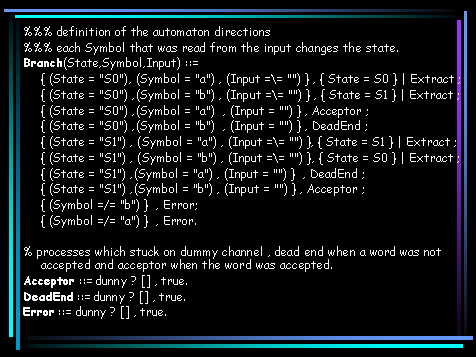 %%% definition of the automaton directions
%%% each Symbol that was read from the input changes the state.
Branch(State,Symbol,Input) ::=
{ (State = "S0") ,(Symbol = "a") , (Input =\= "") } , { State = S0 } | Extract ;
{ (State = "S0") ,(Symbol = "b") , (Input =\= "") } , { State = S1 } | Extract ;
{ (State = "S0") ,(Symbol = "a") , (Input = "") } , Acceptor ;
{ (State = "S0") ,(Symbol = "b") , (Input = "") } , DeadEnd ;
{ (State = "S1") ,(Symbol = "a") , (Input =\= "") }, { State = S1 } | Extract ;
{ (State = "S1") ,(Symbol = "b") , (Input =\= "") } , { State = S0 } | Extract ;
{ (State = "S1") ,(Symbol = "a") , (Input = "") } , DeadEnd ;
{ (State = "S1") ,(Symbol = "b") , (Input = "") } , Acceptor ;
{ (Symbol =/= "b") } , Error;
{ (Symbol =/= "a") } , Error.
% processes which stuck on dummy channel , dead end when a word was not
accepted and acceptor when the word was accepted.
Acceptor ::= dunny ? [] , true.
DeadEnd ::= dunny ? [] , true.
Error ::= dunny ? [] , true.